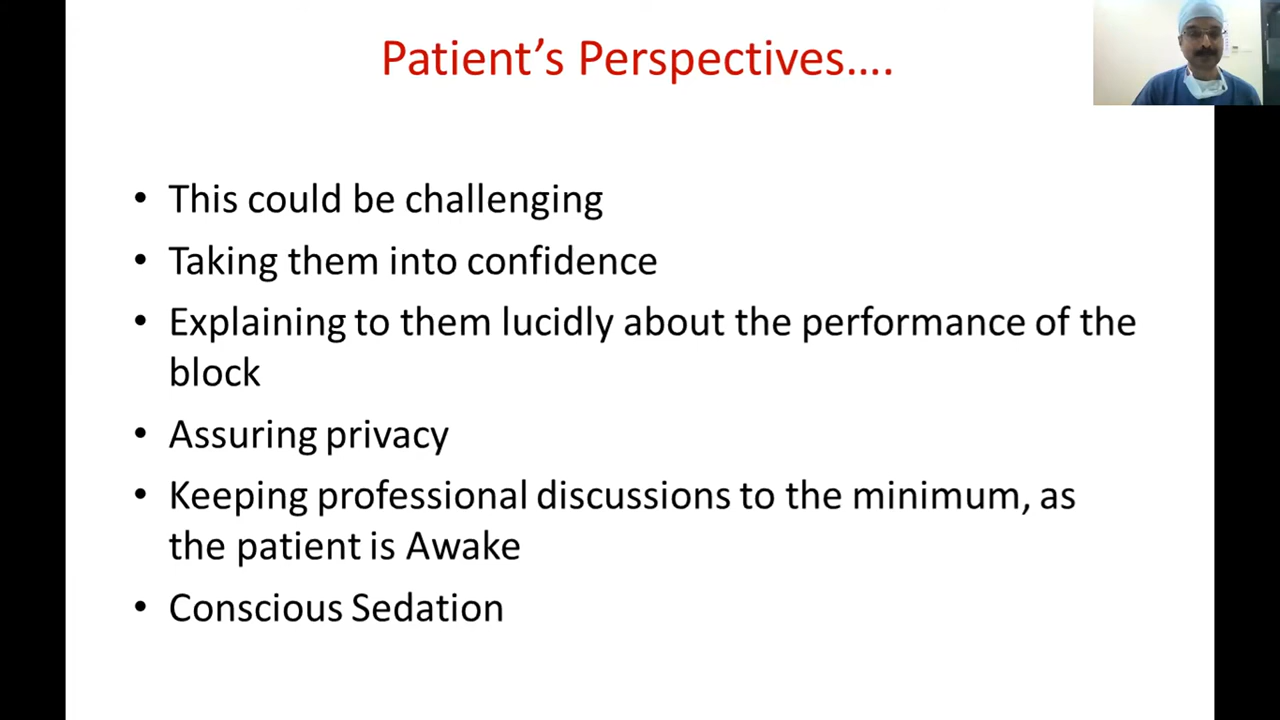 Patient’s Perspectives….
• This could be challenging
• Taking them into confidence
• Explaining to them lucidly about the performance of the
block
• Assuring privacy
• Keeping professional discussions to the minimum, as
the patient is Awake
• Conscious Sedation